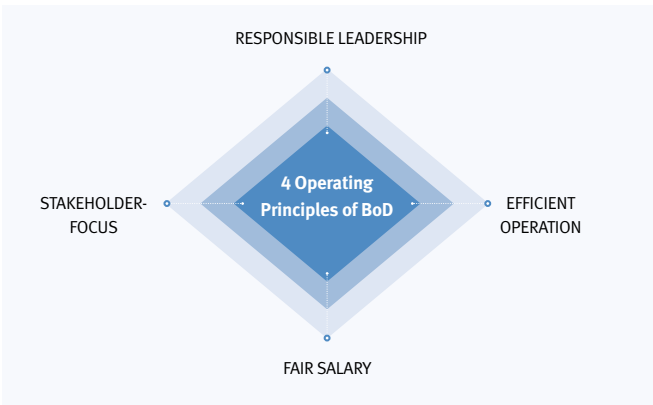 RESPONSIBLE LEADERSHIP
4 Operating
Principles of BoD
STAKEHOLDER-
FOCUS
EFFICIENT
OPERATION
FAIR SALARY